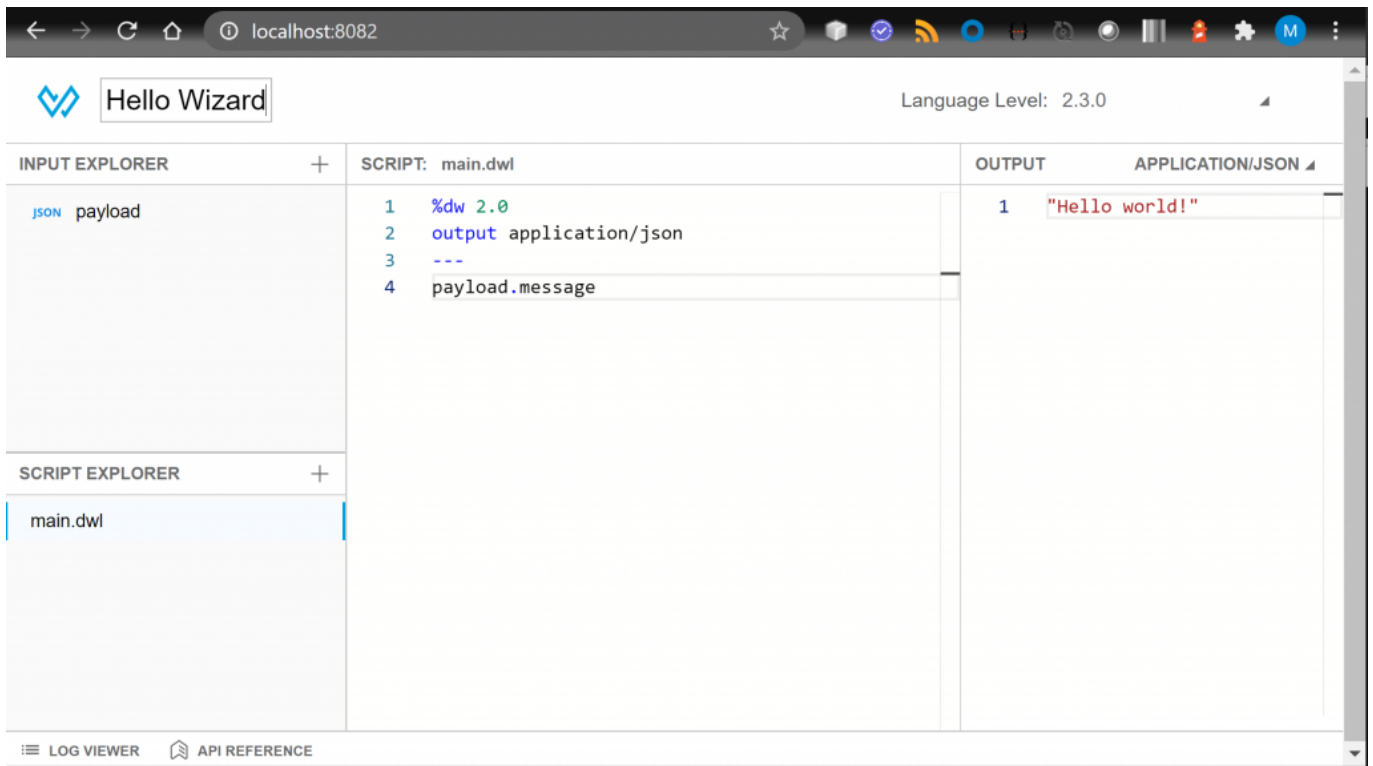 localhost:8082
M
Hello Wizard
Language Level: 2.3.0
INPUT EXPLORER
JSON payload
SCRIPT EXPLORER
main.dwl
SCRIPT: main.dwl
1 %dw 2.0
2 output application/json
3 ---
4 payload.message
OUTPUT APPLICATION/JSON
1 "Hello world!"
LOG VIEWER API REFERENCE